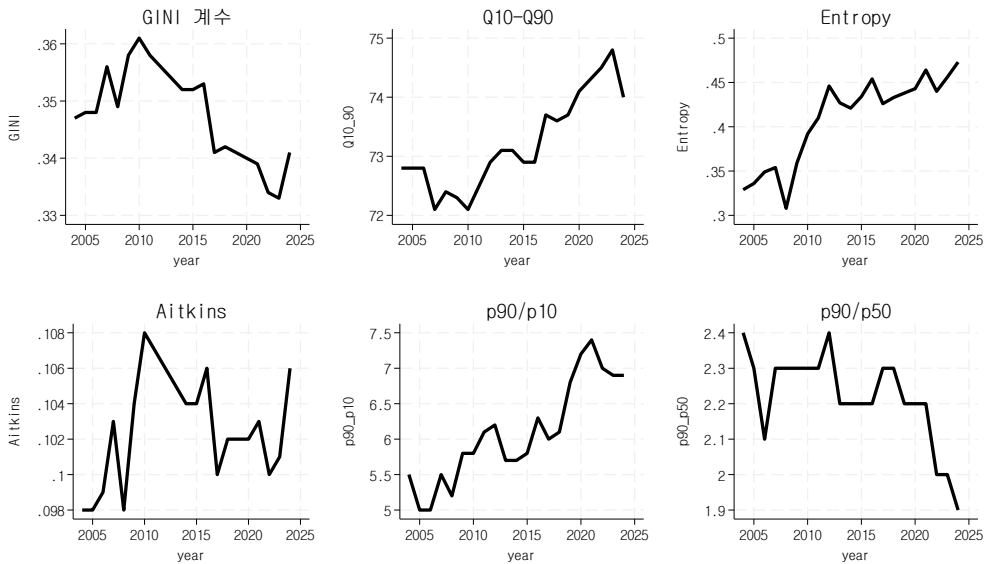 GINI 계수
GINI
.36
.35
.34
.33
2005 2010 2015 2020 2025
year
Q10-Q90
Q10_90
75
74
73
72
2005 2010 2015 2020 2025
year
Entropy
Entropy
.5
.45
.4
.35
.3
2005 2010 2015 2020 2025
year
Aitkins
Aitkins
.108
.106
.104
.102
.1
.098
2005 2010 2015 2020 2025
year
p90/p10
p90_p10
7.5
7
6.5
6
5.5
5
2005 2010 2015 2020 2025
year
p90/p50
p90_p50
2.4
2.3
2.2
2.1
2
1.9
2005 2010 2015 2020 2025
year